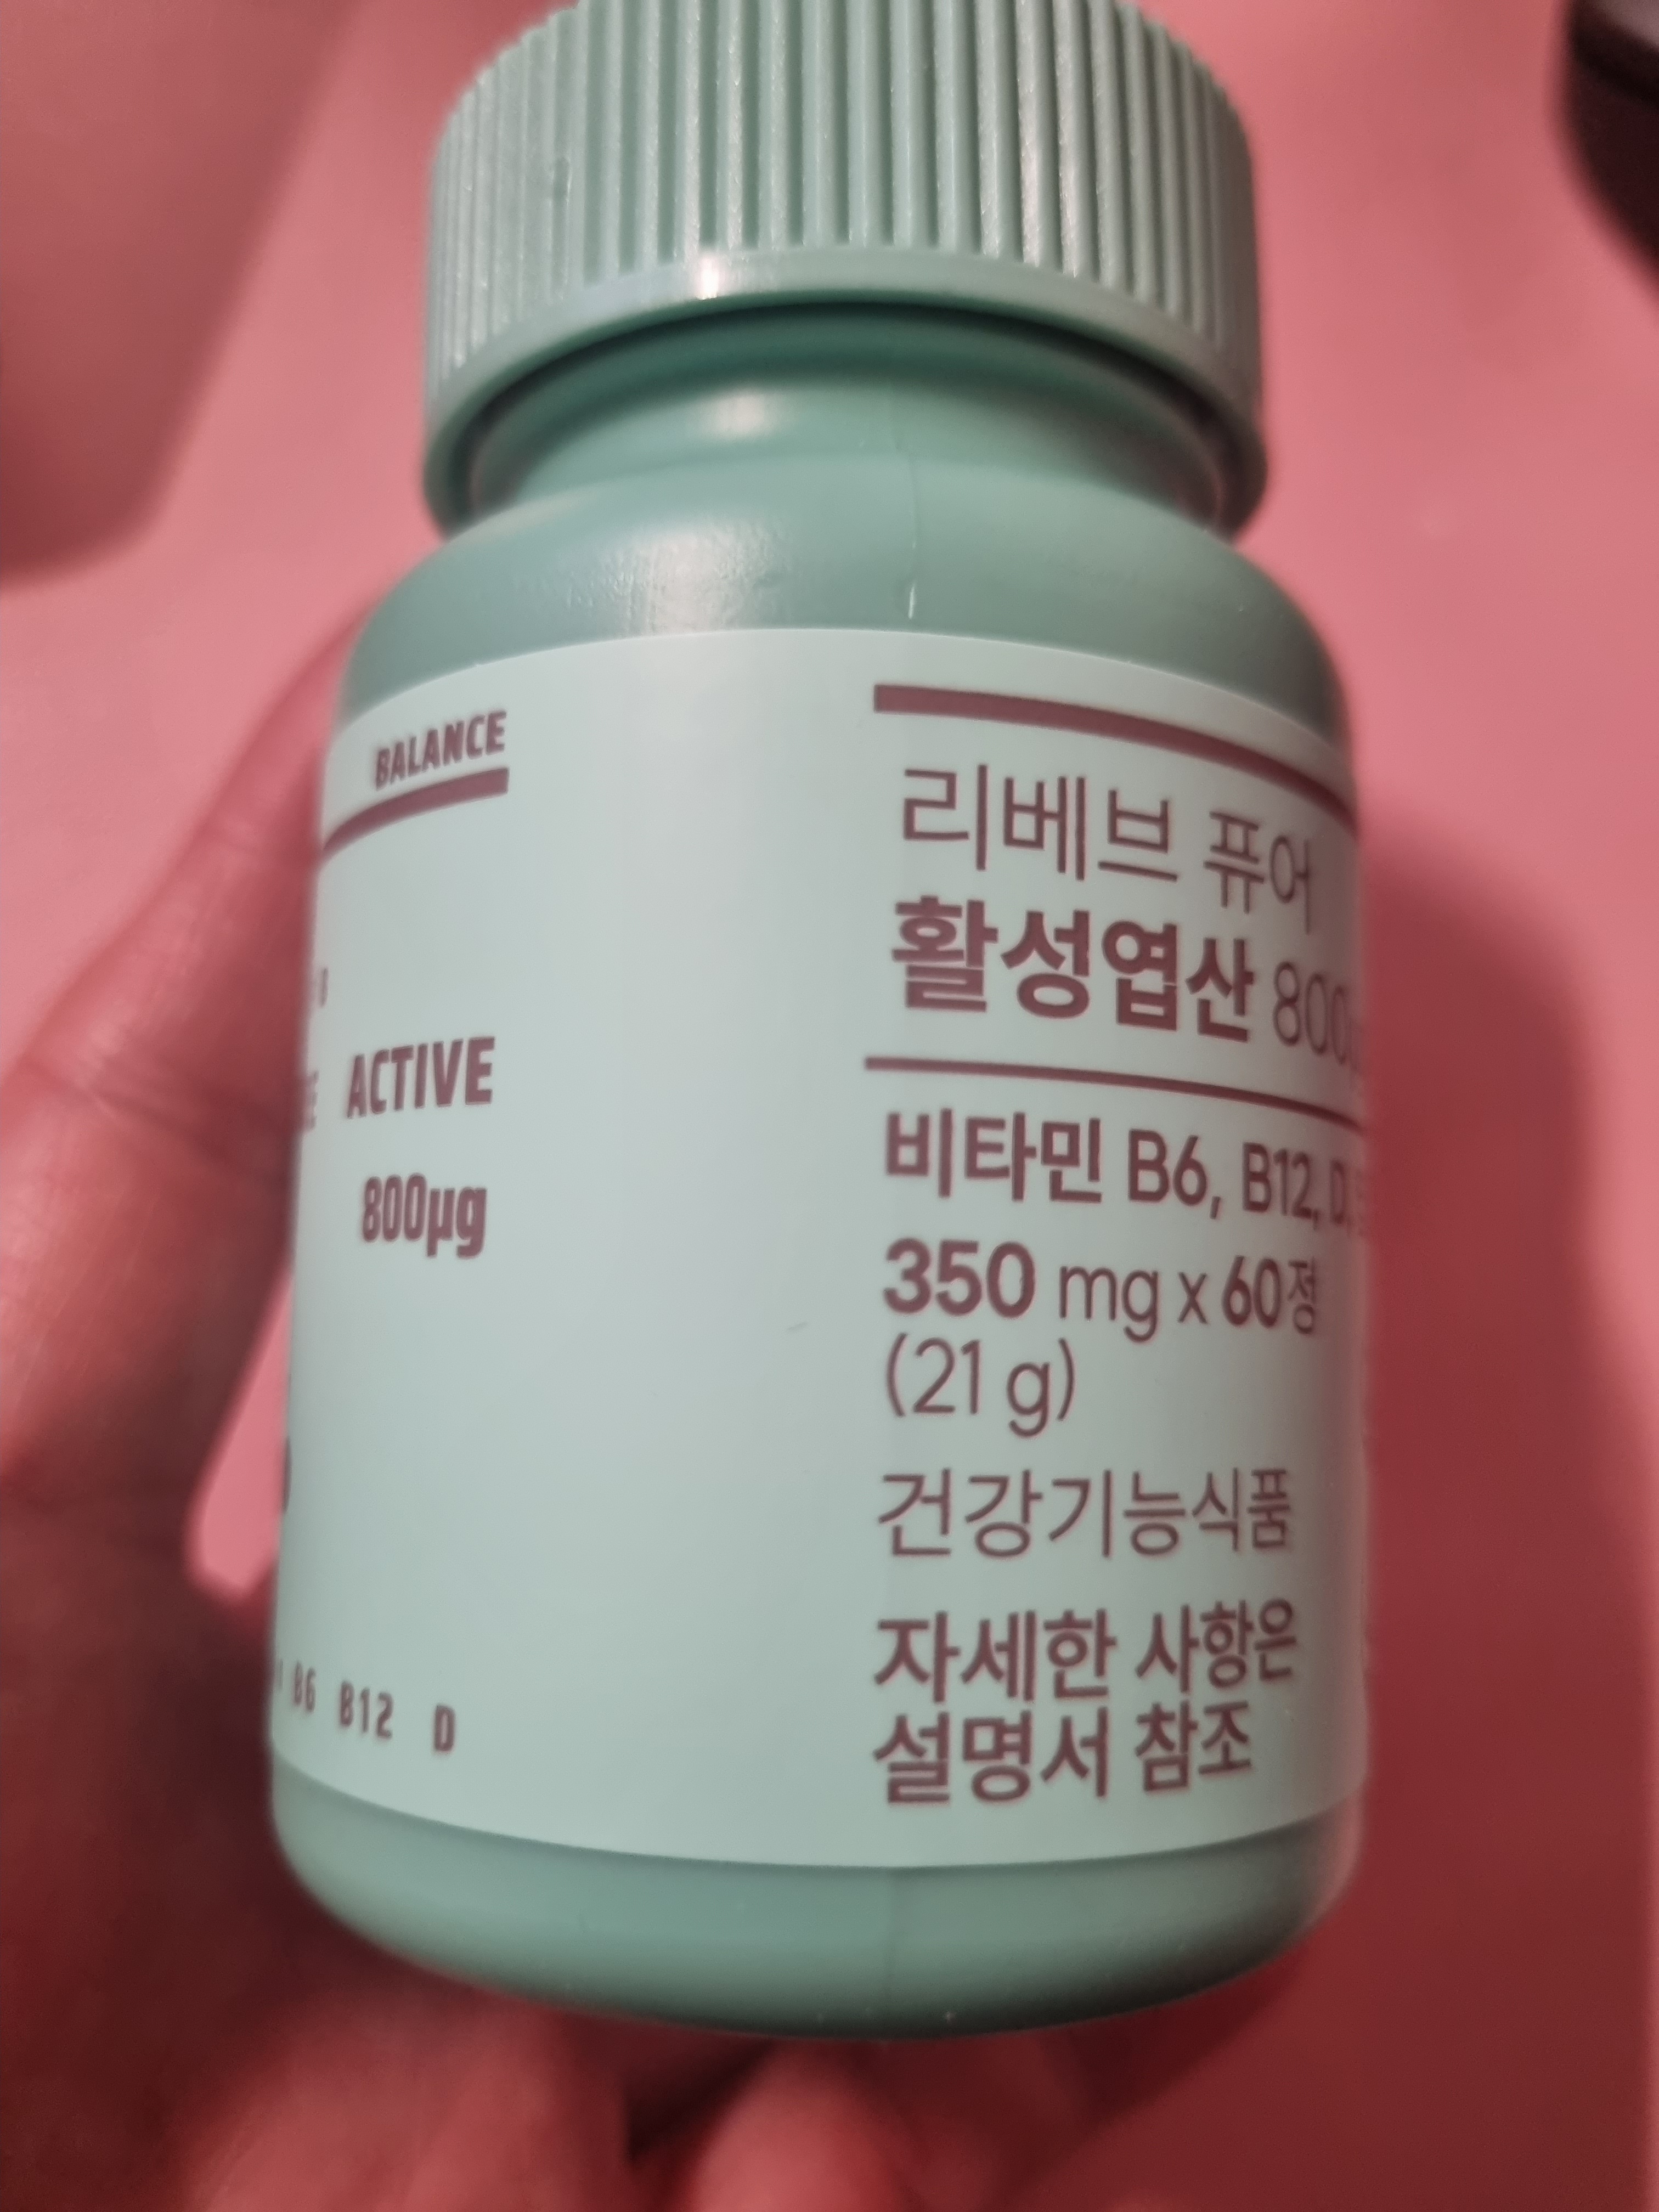 BALANCE
ACTIVE
800µg
B6 B12 D
리베브 퓨어
활성엽산 800
비타민 B6, B12, D,
350 mg x 60정
(21 g)
건강기능식품
자세한 사항은
설명서 참조